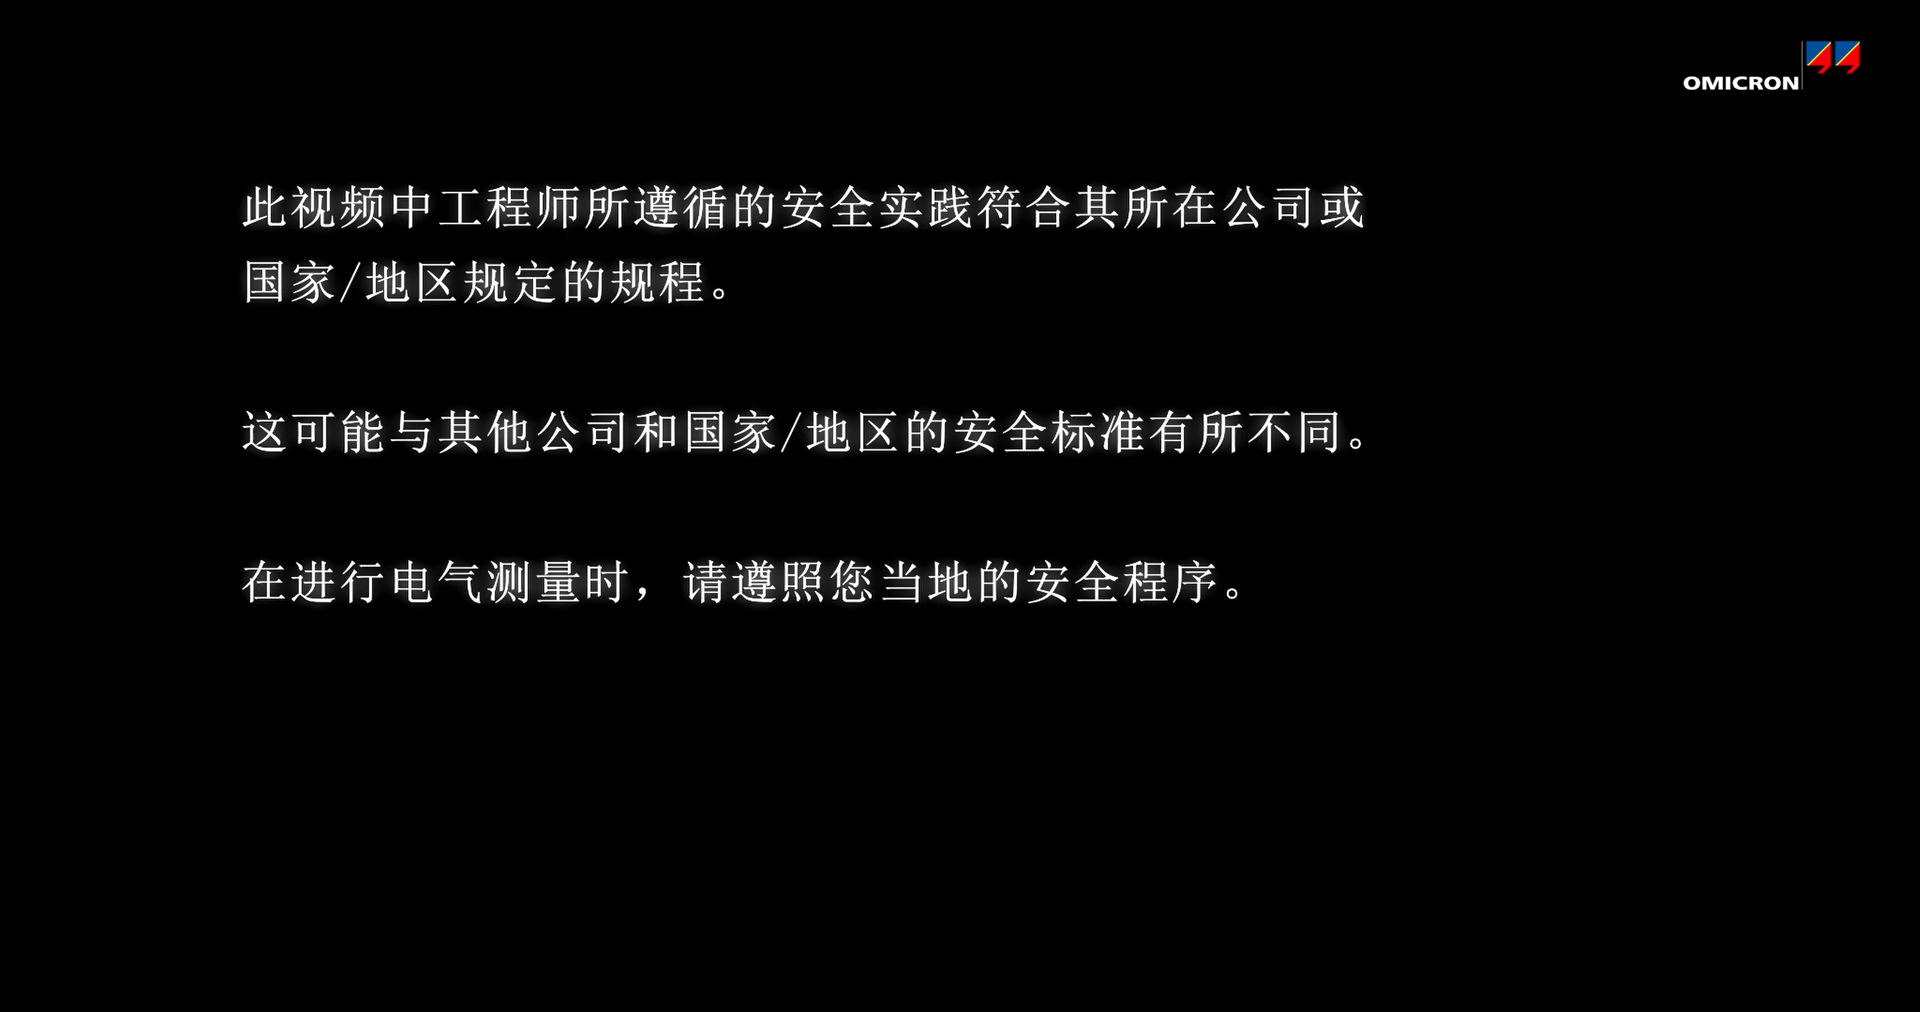 OMICRON
此视频中工程师所遵循的安全实践符合其所在公司或
国家/地区规定的规程。
这可能与其他公司和国家/地区的安全标准有所不同。
在进行电气测量时，请遵照您当地的安全程序。